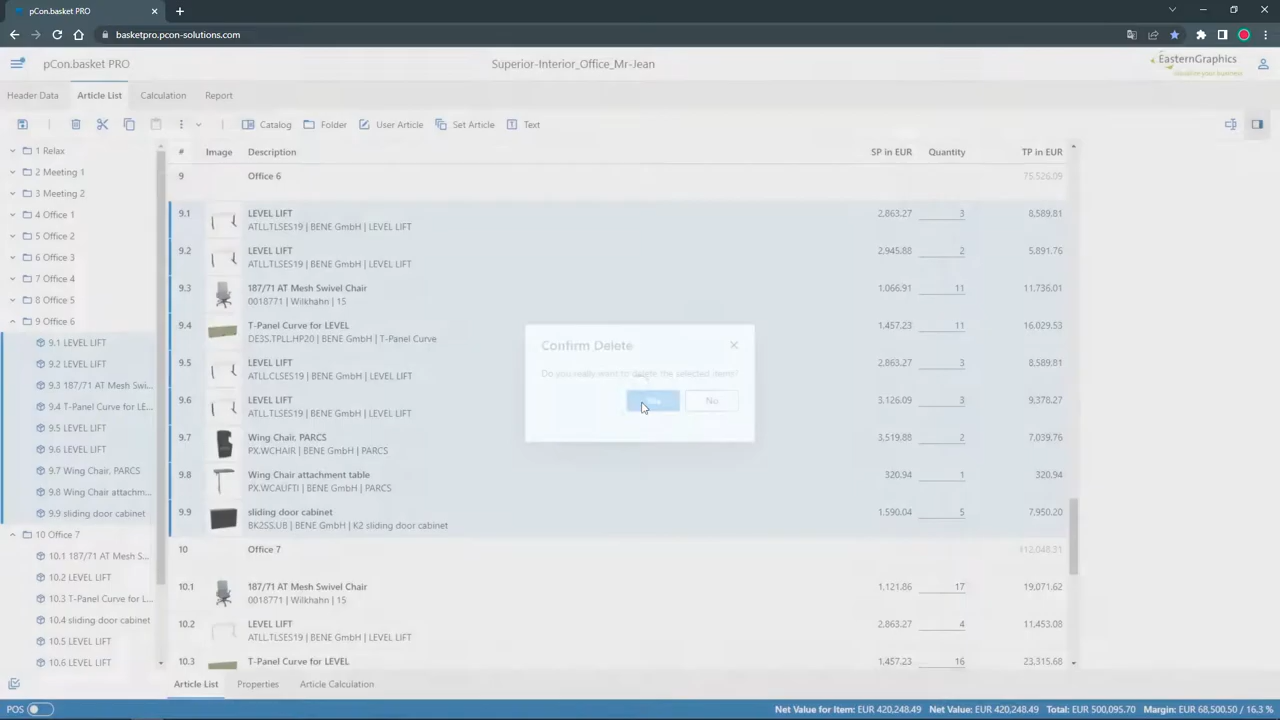 pCon.basket PRO
basketpro.pcon-solutions.com
pCon.basket PRO
Superior-Interior_Office_Mr-Jean
EasternGraphics
Header Data
Article List
Calculation
Report
Catalog
Folder
User Article
Set Article
Text
1 Relax
2 Meeting 1
3 Meeting 2
4 Office 1
5 Office 2
6 Office 3
7 Office 4
8 Office 5
9 Office 6
9.1 LEVEL LIFT
9.2 LEVEL LIFT
9.3 187/71 AT Mesh Swi...
9.4 T-Panel Curve for LE...
9.5 LEVEL LIFT
9.6 LEVEL LIFT
9.7 Wing Chair, PARCS
9.8 Wing Chair attachm...
9.9 sliding door cabinet
10 Office 7
10.1 187/71 AT Mesh S...
10.2 LEVEL LIFT
10.3 T-Panel Curve for L...
10.4 sliding door cabinet
10.5 LEVEL LIFT
10.6 LEVEL LIFT
# Image Description SP in EUR Quantity TP in EUR
9 Office 6 75,526.09
9.1 LEVEL LIFT 2,863.27 3 8,589.81
ATLL.TLSES19 | BENE GmbH | LEVEL LIFT
9.2 LEVEL LIFT 2,945.88 2 5,891.76
ATLL.TLSES19 | BENE GmbH | LEVEL LIFT
9.3 187/71 AT Mesh Swivel Chair 1,066.91 11 11,736.01
0018771 | Wilkhahn | 15
9.4 T-Panel Curve for LEVEL 1,457.23 11 16,029.53
DE3S.TPLL.HP20 | BENE GmbH | T-Panel Curve
9.5 LEVEL LIFT 2,863.27 3 8,589.81
ATLL.CLSES19 | BENE GmbH | LEVEL LIFT
9.6 LEVEL LIFT 3,126.09 3 9,378.27
ATLL.TLSES19 | BENE GmbH | LEVEL LIFT
9.7 Wing Chair, PARCS 3,519.88 2 7,039.76
PX.WCHAIR | BENE GmbH | PARCS
9.8 Wing Chair attachment table 320.94 1 320.94
PX.WCAUFTI | BENE GmbH | PARCS
9.9 sliding door cabinet 1,590.04 5 7,950.20
BK2SS.UB | BENE GmbH | K2 sliding door cabinet
10 Office 7 112,048.31
10.1 187/71 AT Mesh Swivel Chair 1,121.86 17 19,071.62
0018771 | Wilkhahn | 15
10.2 LEVEL LIFT 2,863.27 4 11,453.08
ATLL.TLSES19 | BENE GmbH | LEVEL LIFT
10.3 T-Panel Curve for LEVEL 1,457.23 16 23,315.68
Confirm Delete
Do you really want to delete the selected items?
Yes
No
Article List
Properties
Article Calculation
POS
Net Value for Item: EUR 420,248.49 Net Value: EUR 420,248.49 Total: EUR 500,095.70 Margin: EUR 68,500.50 / 16.3 %